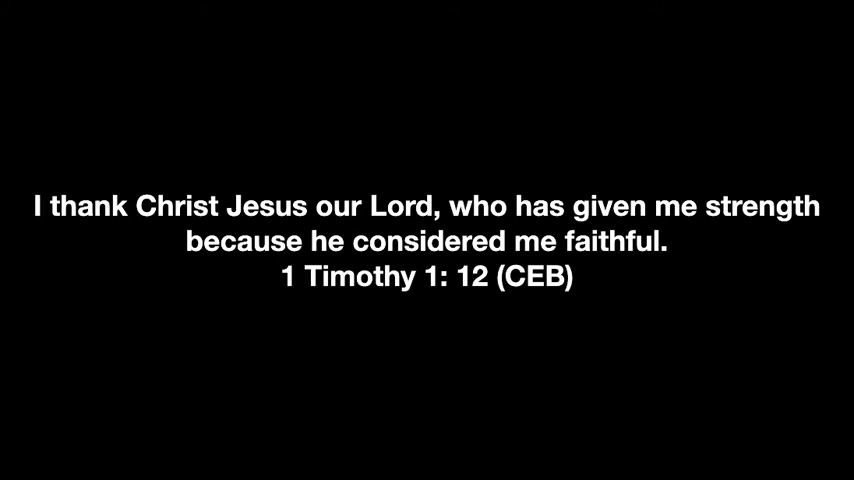 I thank Christ Jesus our Lord, who has given me strength
because he considered me faithful.
1 Timothy 1: 12 (CEB)